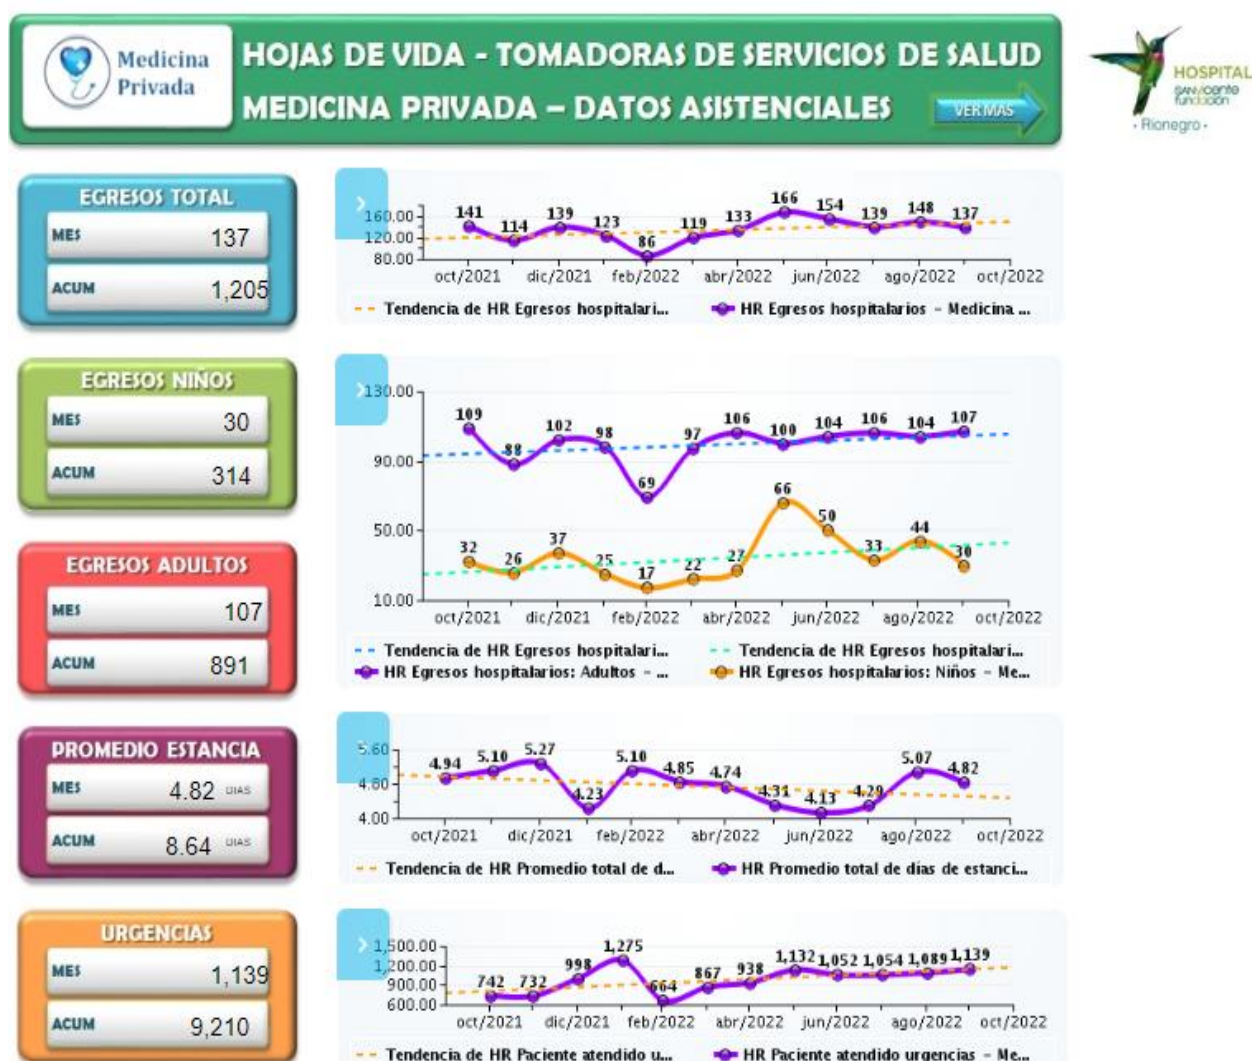 Medicina
Privada
HOJAS DE VIDA - TOMADORAS DE SERVICIOS DE SALUD
MEDICINA PRIVADA – DATOS ASISTENCIALES
VER MAS
HOSPITAL
SAN VICENTE
fundación
· Rionegro ·
EGRESOS TOTAL
MES 137
ACUM 1,205
160.00
120.00
80.00
141 114 139 123 86 119 133 166 154 139 148 137
oct/2021 dic/2021 feb/2022 abr/2022 jun/2022 ago/2022 oct/2022
Tendencia de HR Egresos hospitalari... HR Egresos hospitalarios – Medicina ...
EGRESOS NIÑOS
MES 30
ACUM 314
EGRESOS ADULTOS
MES 107
ACUM 891
130.00
90.00
50.00
10.00
109 88 102 98 69 97 106 100 104 106 104 107
32 26 37 25 17 22 27 66 50 33 44 30
oct/2021 dic/2021 feb/2022 abr/2022 jun/2022 ago/2022 oct/2022
Tendencia de HR Egresos hospitalari... Tendencia de HR Egresos hospitalari...
HR Egresos hospitalarios: Adultos – ... HR Egresos hospitalarios: Niños – Me...
PROMEDIO ESTANCIA
MES 4.82 DIAS
ACUM 8.64 DIAS
5.60
4.80
4.00
4.94 5.10 5.27 4.23 5.10 4.85 4.74 4.31 4.13 4.29 5.07 4.82
oct/2021 dic/2021 feb/2022 abr/2022 jun/2022 ago/2022 oct/2022
Tendencia de HR Promedio total de d... HR Promedio total de días de estanci...
URGENCIAS
MES 1,139
ACUM 9,210
1,500.00
1,200.00
900.00
600.00
742 732 998 1,275 664 867 938 1,132 1,052 1,054 1,089 1,139
oct/2021 dic/2021 feb/2022 abr/2022 jun/2022 ago/2022 oct/2022
Tendencia de HR Paciente atendido u... HR Paciente atendido urgencias – Me...